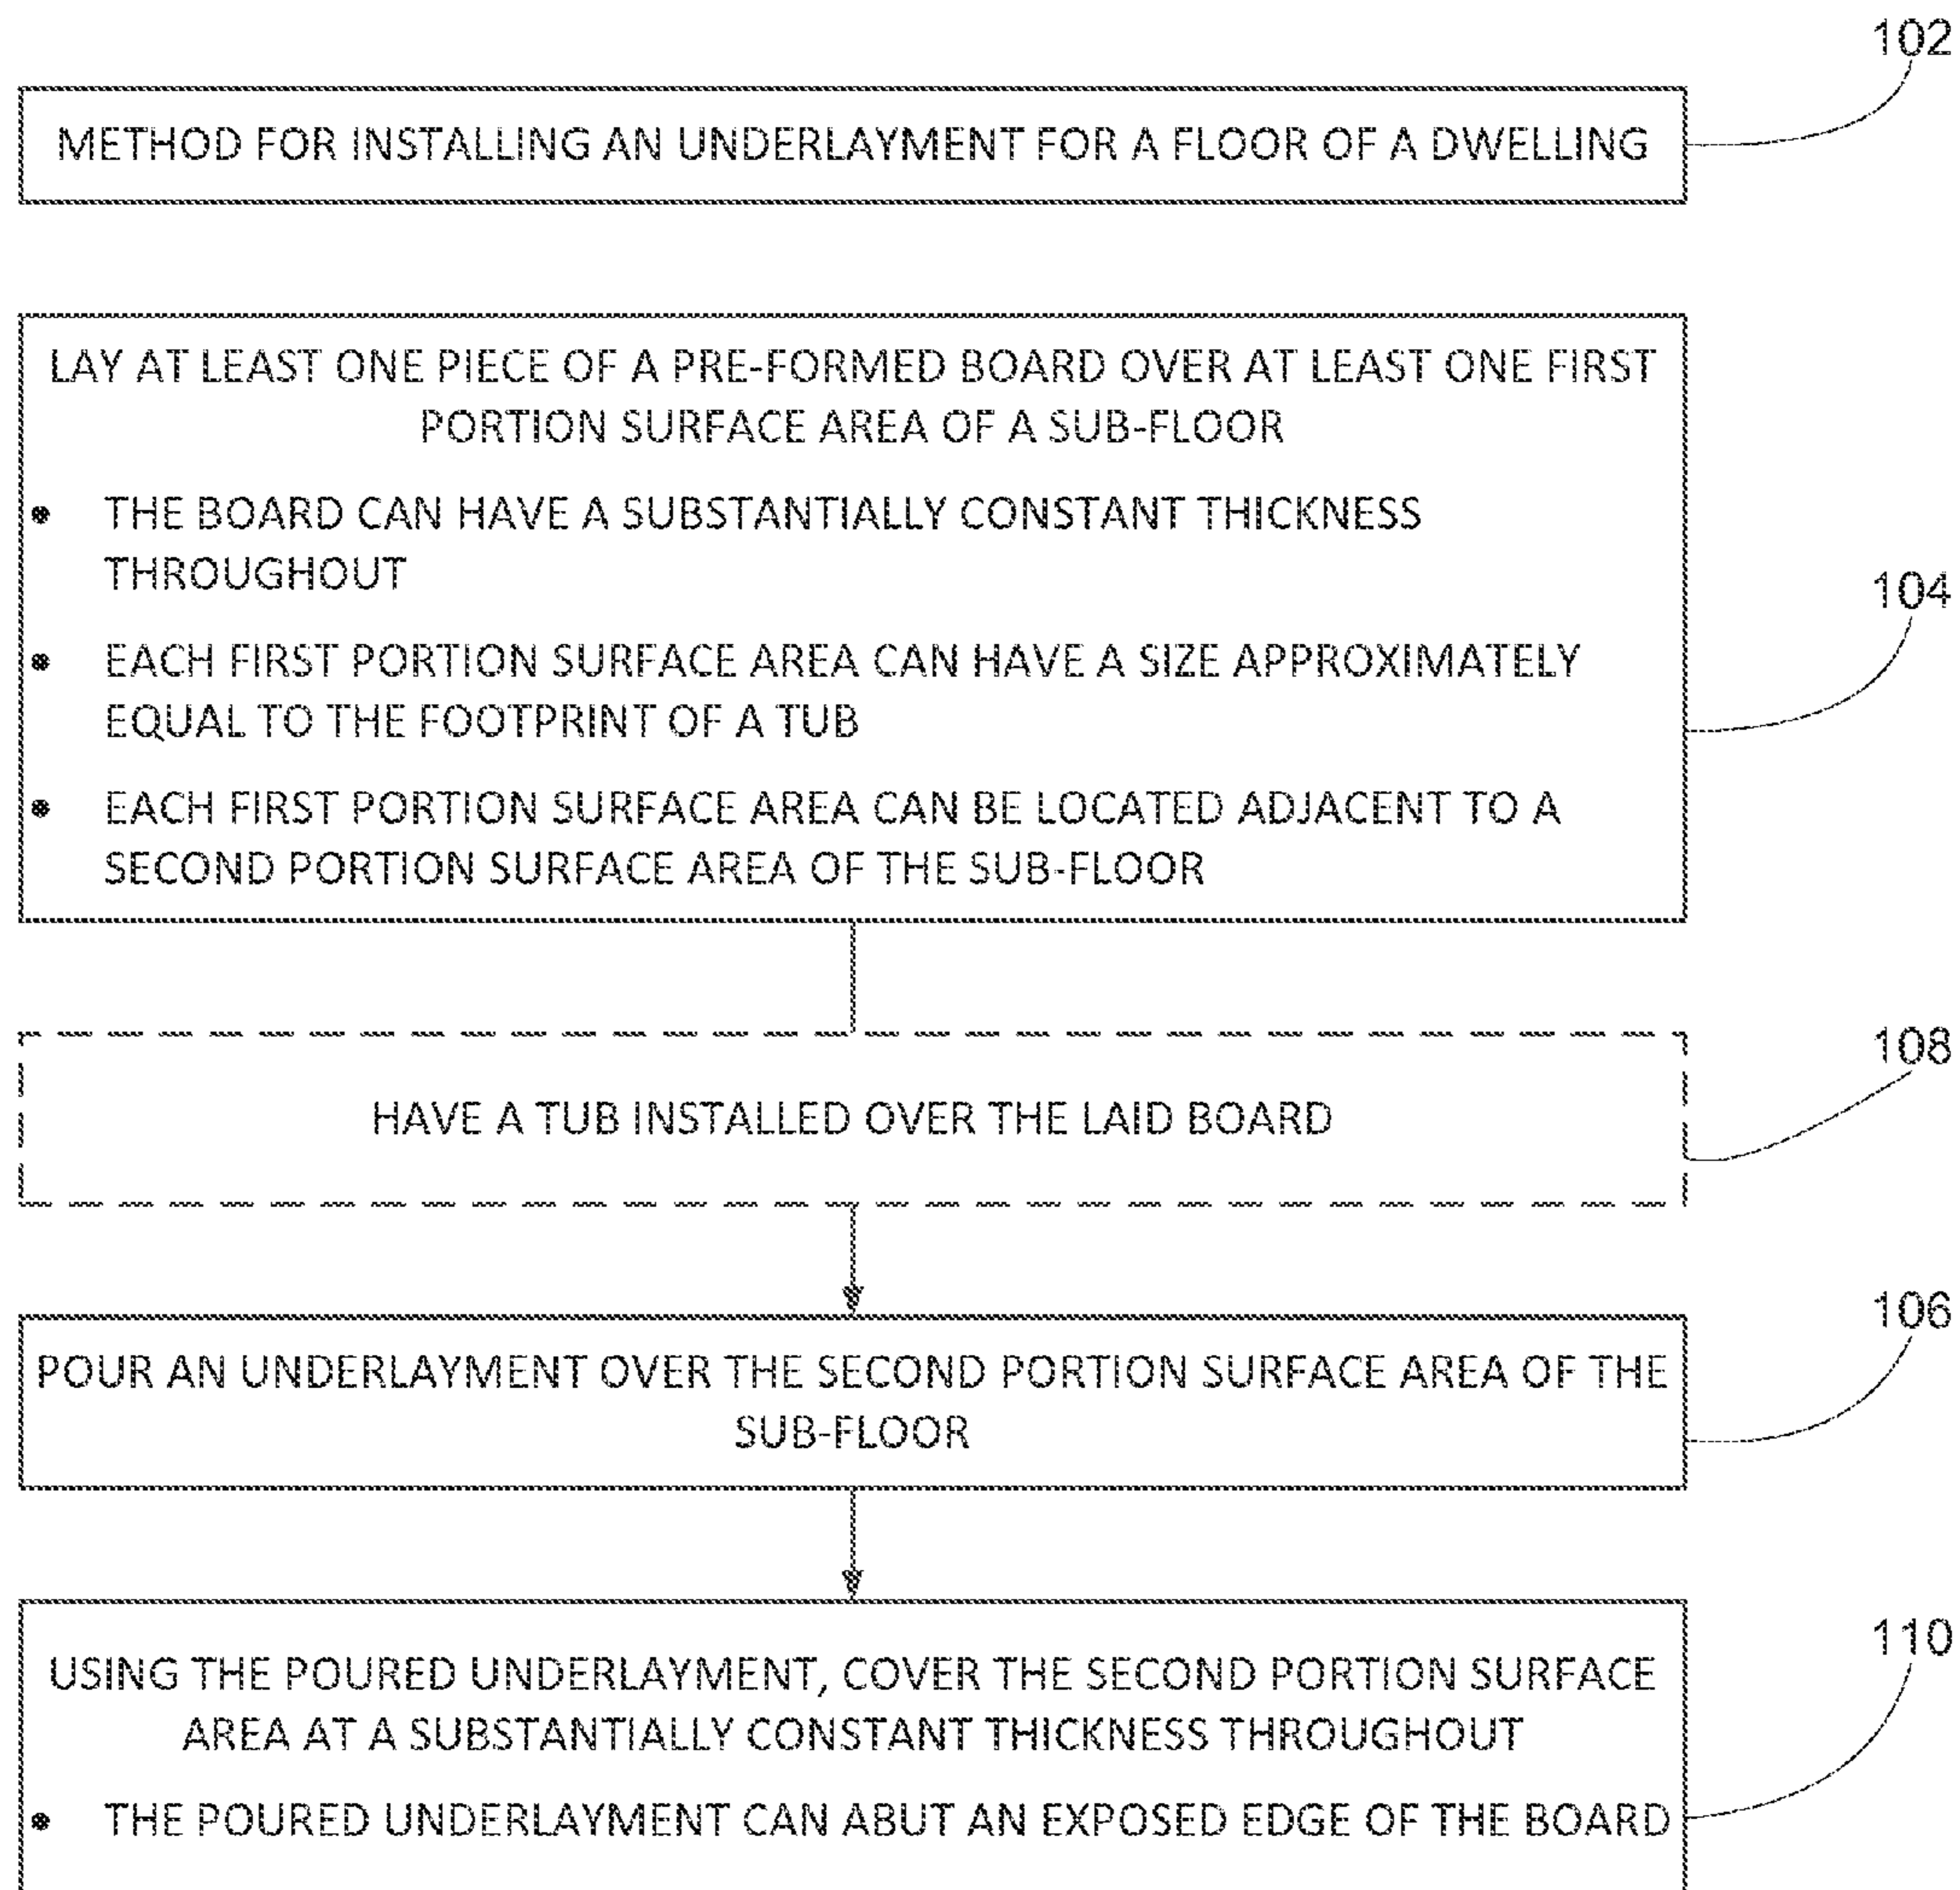 102
METHOD FOR INSTALLING AN UNDERLAYMENT FOR A FLOOR OF A DWELLING
LAY AT LEAST ONE PIECE OF A PRE-FORMED BOARD OVER AT LEAST ONE FIRST
PORTION SURFACE AREA OF A SUB-FLOOR
• THE BOARD CAN HAVE A SUBSTANTIALLY CONSTANT THICKNESS
THROUGHOUT
104
• EACH FIRST PORTION SURFACE AREA CAN HAVE A SIZE APPROXIMATELY
EQUAL TO THE FOOTPRINT OF A TUB
• EACH FIRST PORTION SURFACE AREA CAN BE LOCATED ADJACENT TO A
SECOND PORTION SURFACE AREA OF THE SUB-FLOOR
108
HAVE A TUB INSTALLED OVER THE LAID BOARD
106
POUR AN UNDERLAYMENT OVER THE SECOND PORTION SURFACE AREA OF THE
SUB-FLOOR
110
USING THE POURED UNDERLAYMENT, COVER THE SECOND PORTION SURFACE
AREA AT A SUBSTANTIALLY CONSTANT THICKNESS THROUGHOUT
• THE POURED UNDERLAYMENT CAN ABUT AN EXPOSED EDGE OF THE BOARD